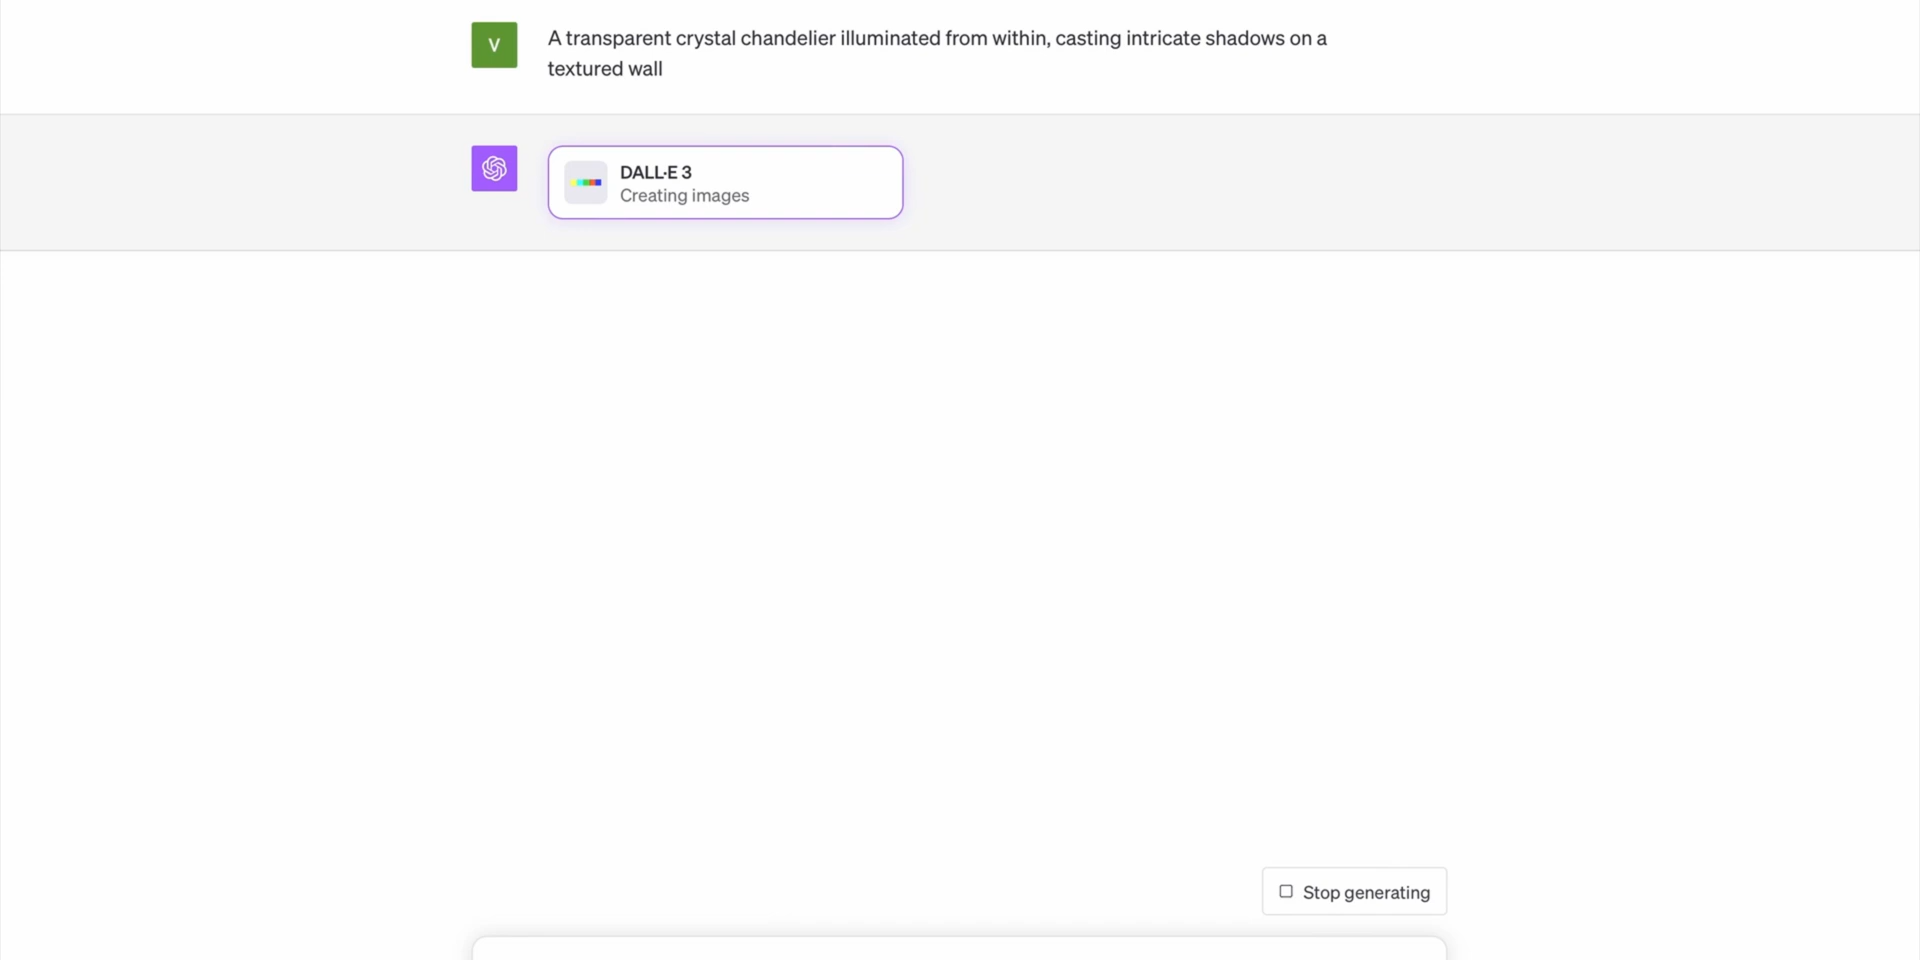 V
A transparent crystal chandelier illuminated from within, casting intricate shadows on a
textured wall
DALL·E 3
Creating images
Stop generating